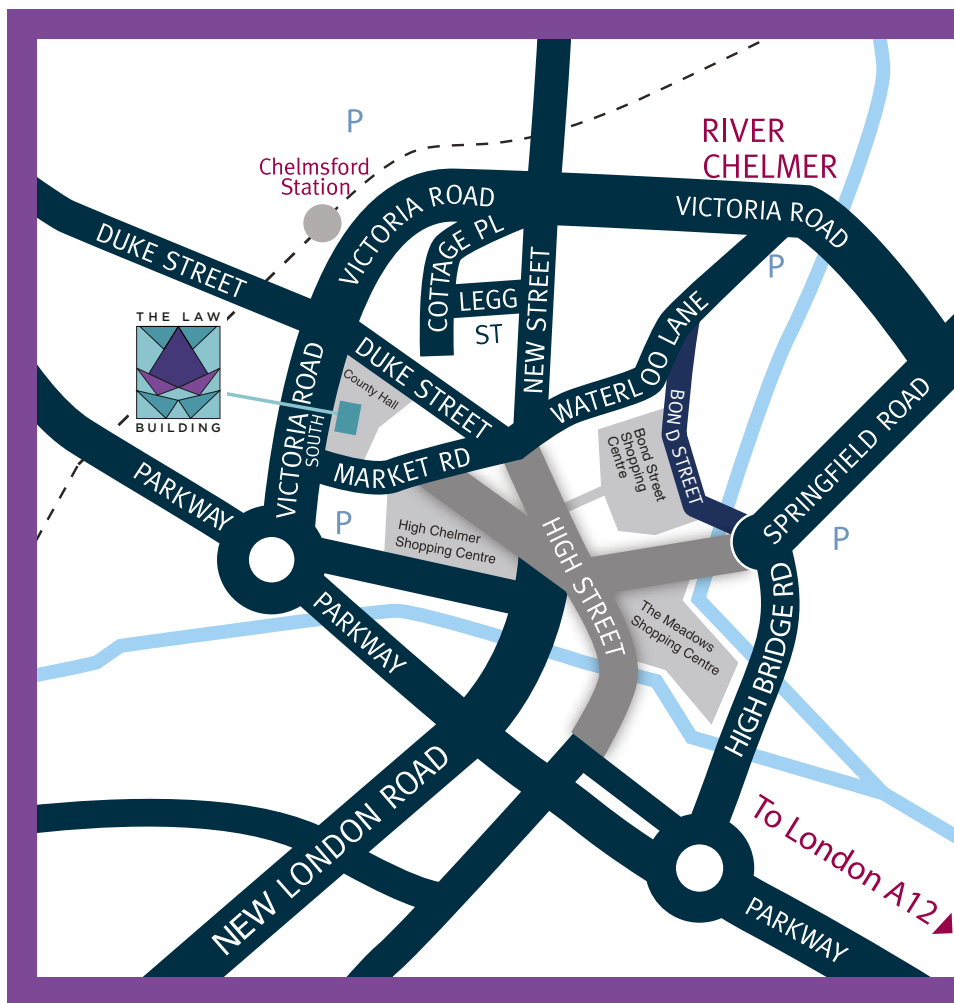 P
RIVER
CHELMER
Chelmsford
Station
VICTORIA ROAD
VICTORIA ROAD
COTTAGE PL
DUKE STREET
P
LEGG
ST
NEW STREET
THE LAW
BUILDING
DUKE STREET
County Hall
WATERLOO LANE
BOND STREET
VICTORIA ROAD
SOUTH
MARKET RD
Bond Street
Shopping
Centre
SPRINGFIELD ROAD
PARKWAY
P
High Chelmer
Shopping Centre
HIGH STREEET
P
PARKWAY
The Meadows
Shopping Centre
HIGH BRIDGE RD
NEW LONDON ROAD
To London A12
PARKWAY